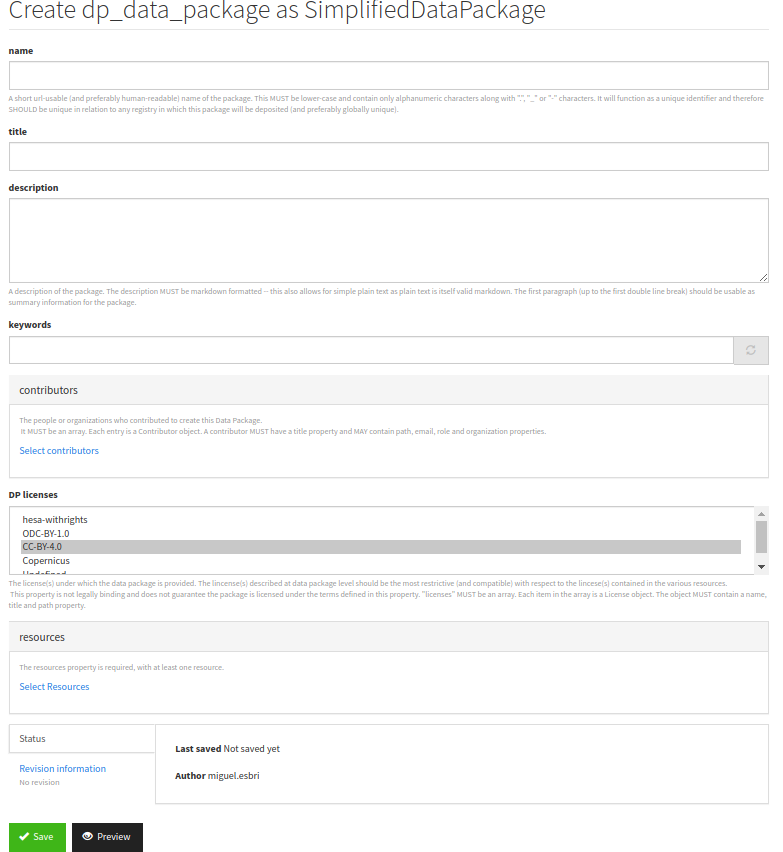 Create dp_data_package as SimplifiedDataPackage
name
A short url-usable (and preferably human-readable) name of the package. This MUST be lower-case and contain only alphanumeric characters along with ".", "_" or "-" characters. It will function as a unique identifier and therefore
SHOULD be unique in relation to any registry in which this package will be deposited (and preferably globally unique).
title
description
A description of the package. The description MUST be markdown formatted -- this also allows for simple plain text as plain text is itself valid markdown. The first paragraph (up to the first double line break) should be usable as
summary information for the package.
keywords
contributors
The people or organizations who contributed to create this Data Package.
It MUST be an array. Each entry is a Contributor object. A contributor MUST have a title property and MAY contain path, email, role and organization properties.
Select contributors
DP licenses
hesa-withrights
ODC-BY-1.0
CC-BY-4.0
Copernicus
Undefined
The license(s) under which the data package is provided. The lincense(s) described at data package level should be the most restrictive (and compatible) with respect to the lincese(s) contained in the various resources.
This property is not legally binding and does not guarantee the package is licensed under the terms defined in this property. "licenses" MUST be an array. Each item in the array is a License object. The object MUST contain a name,
title and path property.
resources
The resources property is required, with at least one resource.
Select Resources
Status
Last saved Not saved yet
Revision information
No revision
Author miguel.esbri
Save
Preview